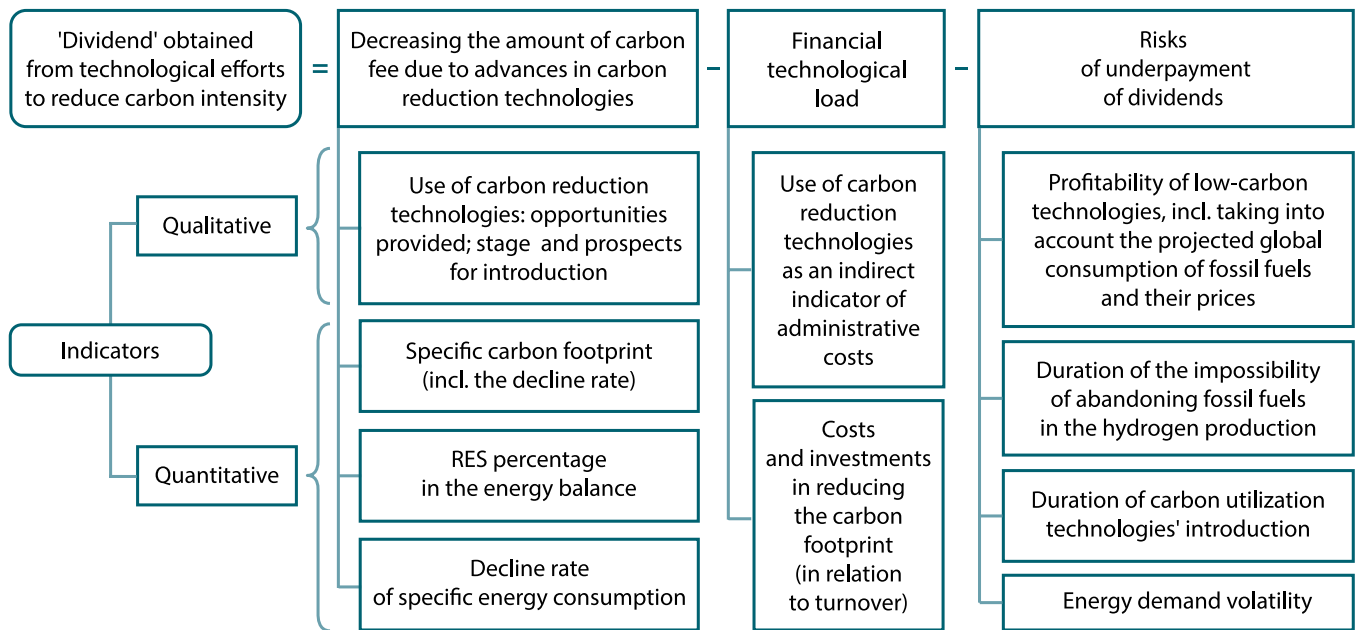 'Dividend' obtained
from technological efforts
to reduce carbon intensity
=
Decreasing the amount of carbon
fee due to advances in carbon
reduction technologies
–
Financial
technological
load
–
Risks
of underpayment
of dividends
Indicators
Qualitative
Quantitative
Use of carbon reduction
technologies: opportunities
provided; stage and prospects
for introduction
Specific carbon footprint
(incl. the decline rate)
RES percentage
in the energy balance
Decline rate
of specific energy consumption
Use of carbon
reduction
technologies
as an indirect
indicator of
administrative
costs
Costs
and investments
in reducing
the carbon
footprint
(in relation
to turnover)
Profitability of low-carbon
technologies, incl. taking into
account the projected global
consumption of fossil fuels
and their prices
Duration of the impossibility
of abandoning fossil fuels
in the hydrogen production
Duration of carbon utilization
technologies' introduction
Energy demand volatility